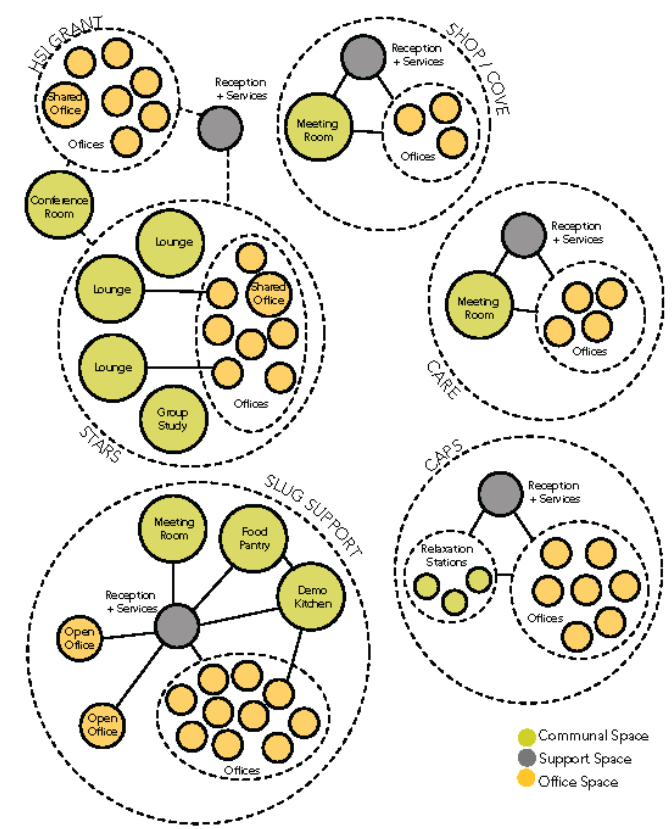 HSI GRANT
Shared
Office
Offices
Reception
+ Services
Conference
Room
SHOP / COVE
Reception
+ Services
Meeting
Room
Offices
Lounge
Lounge
Lounge
Group
Study
Shared
Office
Offices
STARS
Reception
+ Services
Meeting
Room
Offices
CARE
SLUG SUPPORT
Meeting
Room
Food
Pantry
Demo
Kitchen
Reception
+ Services
Open
Office
Open
Office
Offices
CAPS
Reception
+ Services
Relaxation
Stations
Offices
Communal Space
Support Space
Office Space